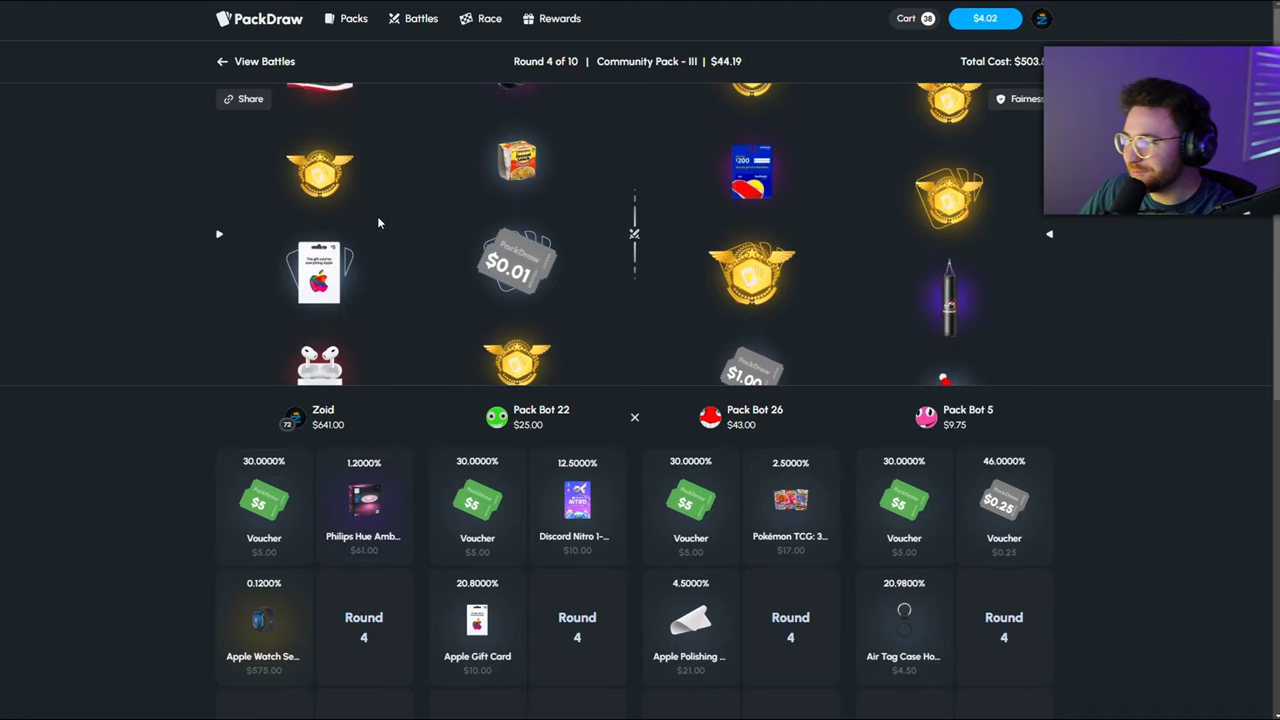 PackDraw
Packs
Battles
Race
Rewards
Cart 38
$4.02
View Battles
Round 4 of 10 | Community Pack - III | $44.19
Total Cost: $503.
Share
Fairness
$200
PackDraw
$0.01
$1.00
Zoid
$641.00
72
Pack Bot 22
$25.00
Pack Bot 26
$43.00
Pack Bot 5
$9.75
30.0000%
$5
Voucher
$5.00
1.2000%
Philips Hue Amb...
$61.00
30.0000%
$5
Voucher
$5.00
12.5000%
NITRO
Discord Nitro 1-...
$10.00
30.0000%
$5
Voucher
$5.00
2.5000%
Pokémon TCG: 3...
$17.00
30.0000%
$5
Voucher
$5.00
46.0000%
$0.25
Voucher
$0.25
0.1200%
Apple Watch Se...
$575.00
Round
4
20.8000%
Apple Gift Card
$10.00
Round
4
4.5000%
Apple Polishing ...
$21.00
Round
4
20.9800%
Air Tag Case Ho...
$4.50
Round
4